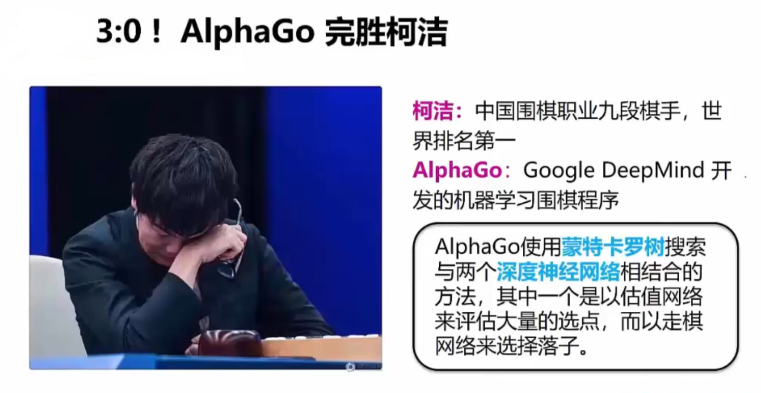 3:0！AlphaGo 完胜柯洁
柯洁：中国围棋职业九段棋手，世
界排名第一
AlphaGo：Google DeepMind 开
发的机器学习围棋程序
AlphaGo使用蒙特卡罗树搜索
与两个深度神经网络相结合的
方法，其中一个是以估值网络
来评估大量的选点，而以走棋
网络来选择落子。